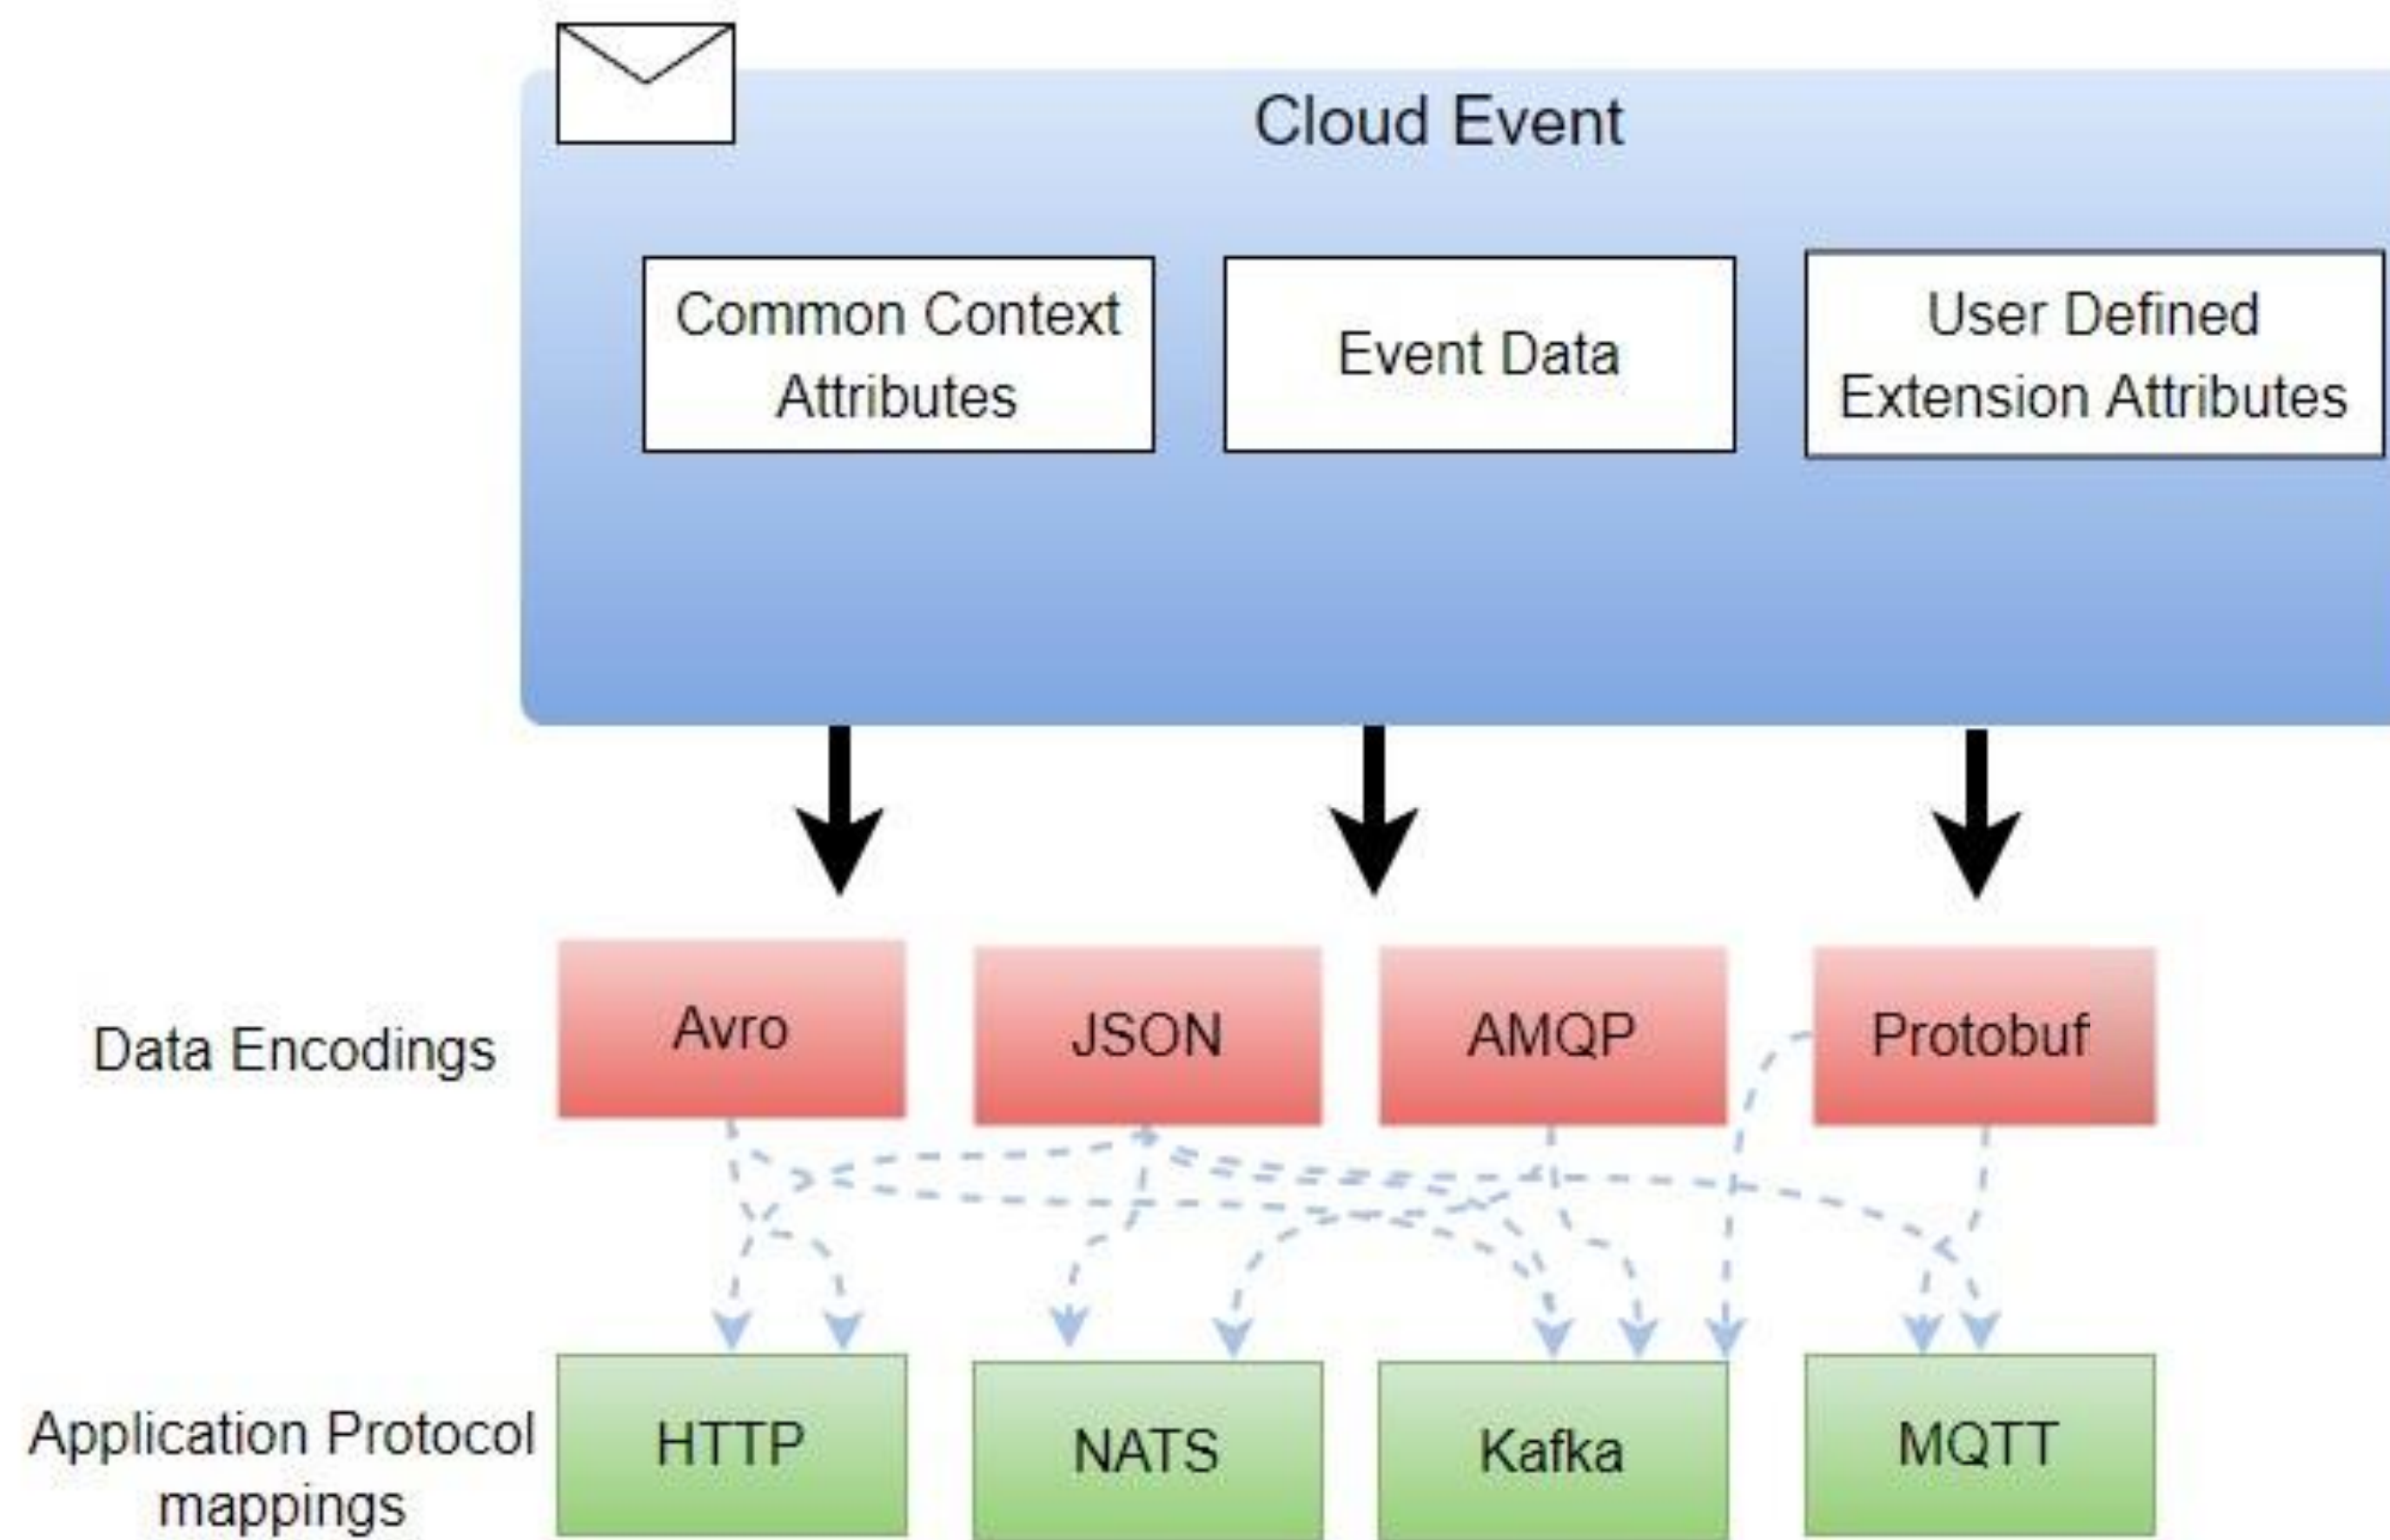 Cloud Event
Common Context
Attributes
Event Data
User Defined
Extension Attributes
Data Encodings
Avro
JSON
AMQP
Protobuf
Application Protocol
mappings
HTTP
NATS
Kafka
MQTT